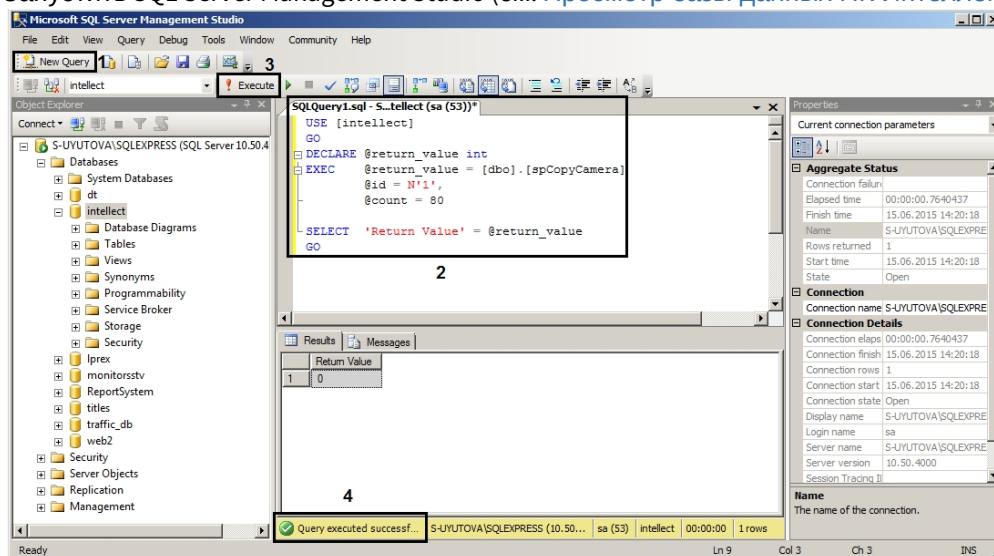 SQL Server Management Studio
Microsoft SQL Server Management Studio
File Edit View Query Debug Tools Window Community Help
New Query 1
3
intellect
Execute
Object Explorer
Connect
S-UYUTOVA\SQLEXPRESS (SQL Server 10.50.4
Databases
System Databases
dt
intellect
Database Diagrams
Tables
Views
Synonyms
Programmability
Service Broker
Storage
Security
lprex
monitorsstv
ReportSystem
titles
traffic_db
web2
Security
Server Objects
Replication
Management
SQLQuery1.sql - S...tellect (sa (53))*
USE [intellect]
GO
DECLARE @return_value int
EXEC @return_value = [dbo].[spCopyCamera]
@id = N'1',
@count = 80
SELECT 'Return Value' = @return_value
GO
2
Results Messages
Return Value
1 0
4
Query executed successf... S-UYUTOVA\SQLEXPRESS (10.50... sa (53) intellect 00:00:00 1 rows
Properties
Current connection parameters
Aggregate Status
Connection failure
Elapsed time 00:00:00.7640437
Finish time 15.06.2015 14:20:18
Name S-UYUTOVA\SQLEXPRE
Rows returned 1
Start time 15.06.2015 14:20:18
State Open
Connection
Connection name S-UYUTOVA\SQLEXPRE
Connection Details
Connection elaps 00:00:00.7640437
Connection finish 15.06.2015 14:20:18
Connection rows 1
Connection start 15.06.2015 14:20:18
Connection state Open
Display name S-UYUTOVA\SQLEXPRE
Login name sa
Server name S-UYUTOVA\SQLEXPRE
Server version 10.50.4000
Session Tracing I
Name
The name of the connection.
Ready Ln 9 Col 3 Ch 3 INS